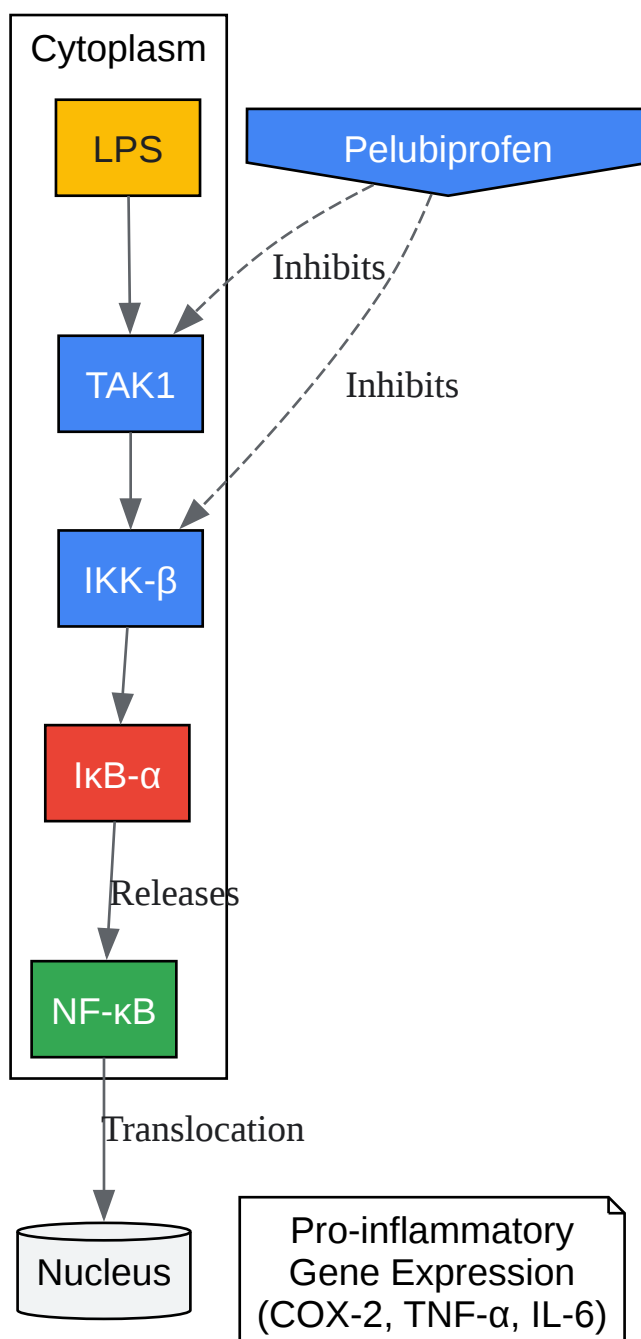 Cytoplasm
LPS
Pelubiprofen
Inhibits
TAK1
Inhibits
IKK-β
IκB-α
Releases
NF-κB
Translocation
Nucleus
Pro-inflammatory
Gene Expression
(COX-2, TNF-α, IL-6)